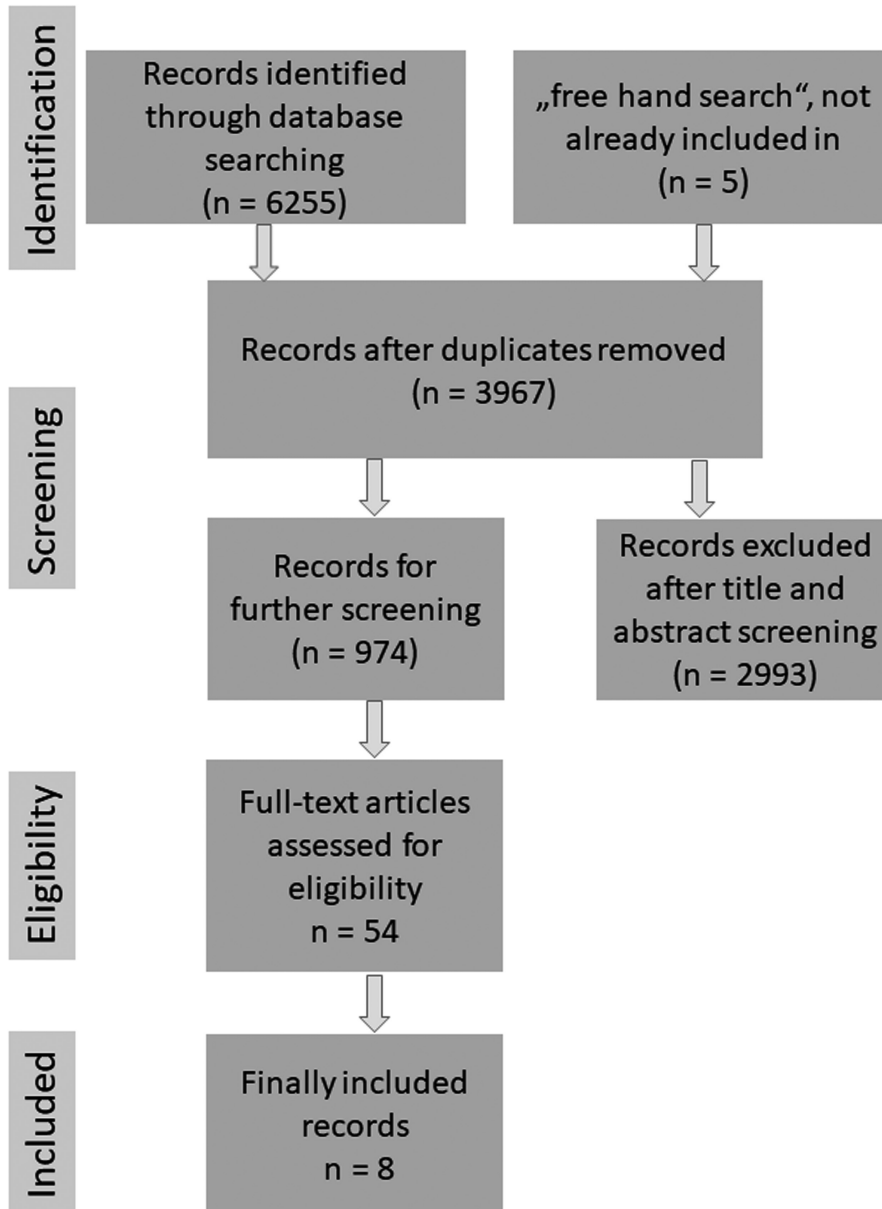 Identification
Records identified
through database
searching
(n = 6255)
„free hand search“, not
already included in
(n = 5)
Records after duplicates removed
(n = 3967)
Screening
Records for
further screening
(n = 974)
Records excluded
after title and
abstract screening
(n = 2993)
Eligibility
Full-text articles
assessed for
eligibility
n = 54
Included
Finally included
records
n = 8